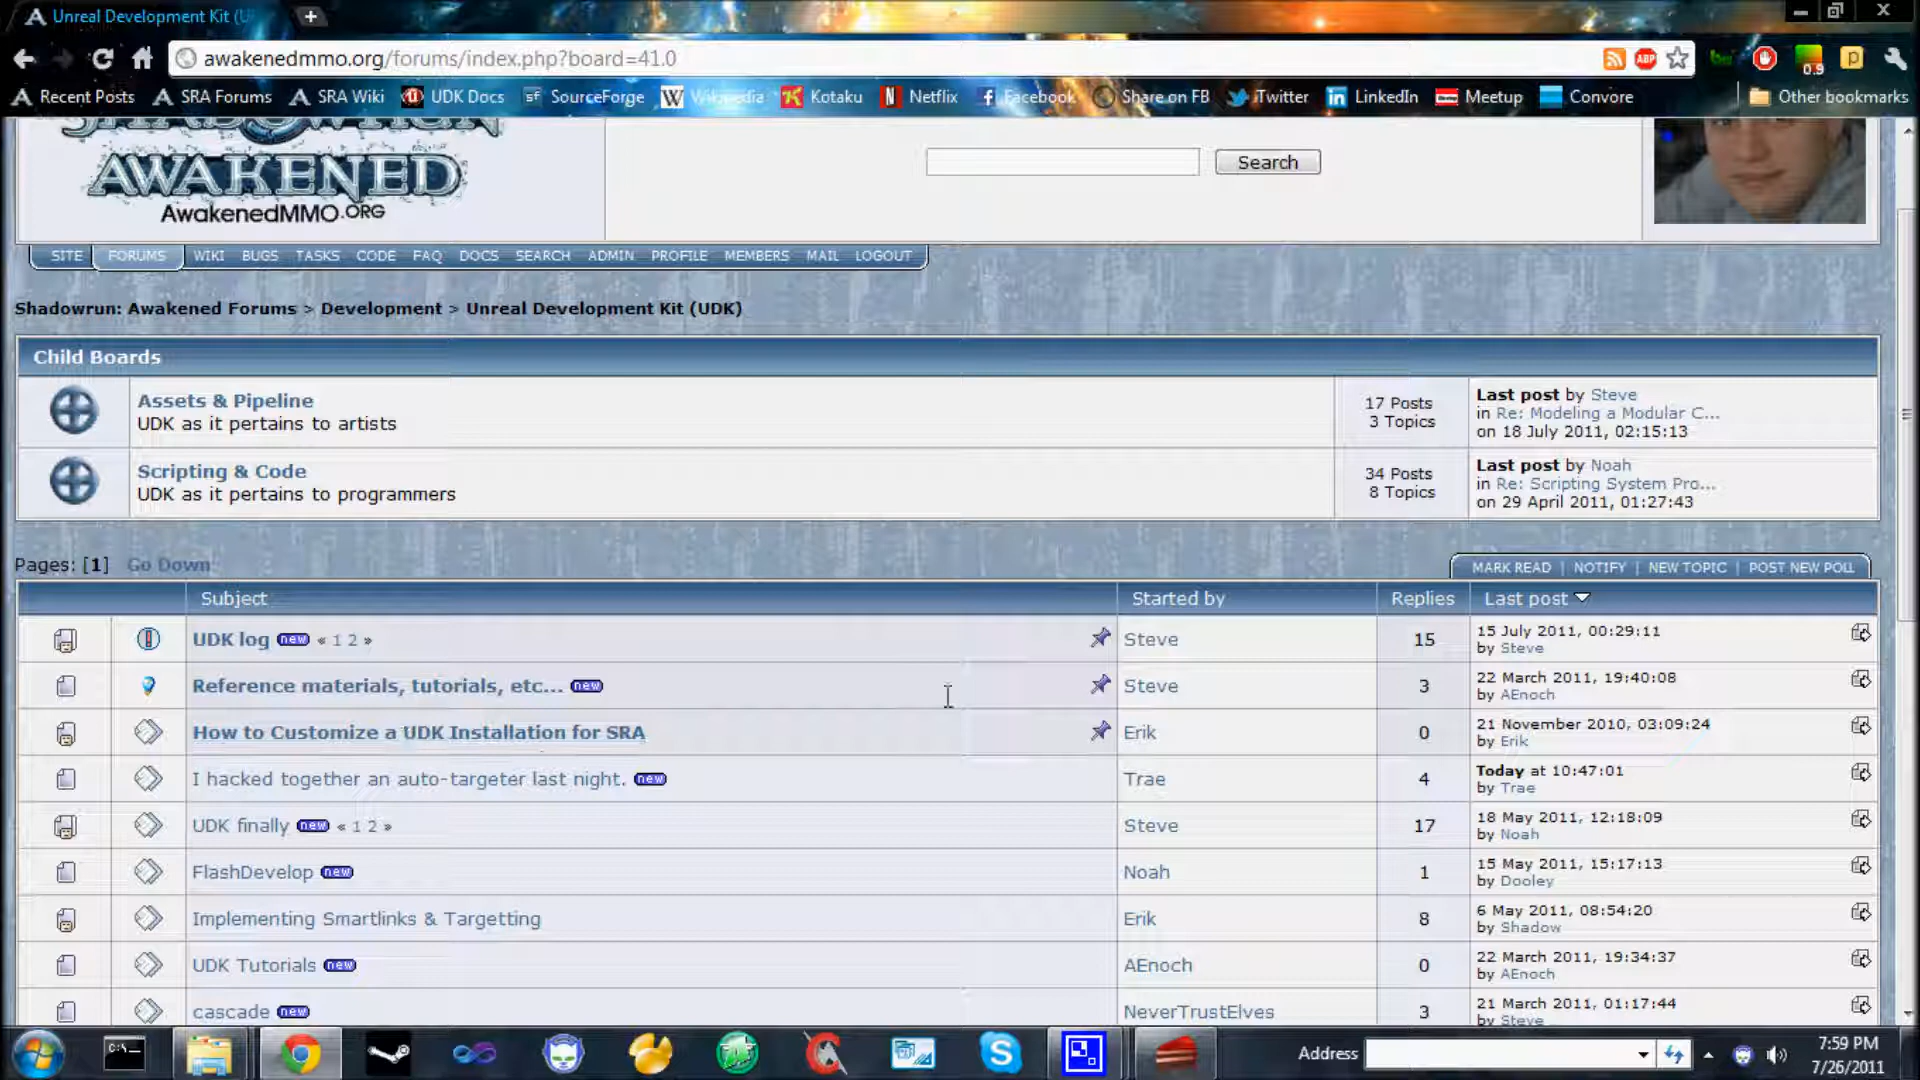 Unreal Development Kit (U
awakenedmmo.org/forums/index.php?board=41.0
ABP
0.9
Recent Posts SRA Forums SRA Wiki UDK Docs SourceForge Wikipedia Kotaku Netflix Facebook Share on FB iTwitter LinkedIn Meetup Convore Other bookmarks
SHADOWRUN
AWAKENED
AwakenedMMO.ORG
Search
SITE FORUMS WIKI BUGS TASKS CODE FAQ DOCS SEARCH ADMIN PROFILE MEMBERS MAIL LOGOUT
Shadowrun: Awakened Forums > Development > Unreal Development Kit (UDK)
Child Boards
Assets & Pipeline
UDK as it pertains to artists
17 Posts
3 Topics
Last post by Steve
in Re: Modeling a Modular C...
on 18 July 2011, 02:15:13
Scripting & Code
UDK as it pertains to programmers
34 Posts
8 Topics
Last post by Noah
in Re: Scripting System Pro...
on 29 April 2011, 01:27:43
Pages: [1] Go Down
MARK READ | NOTIFY | NEW TOPIC | POST NEW POLL
Subject Started by Replies Last post
UDK log new « 1 2 » Steve 15 15 July 2011, 00:29:11
by Steve
Reference materials, tutorials, etc... new Steve 3 22 March 2011, 19:40:08
by AEnoch
How to Customize a UDK Installation for SRA Erik 0 21 November 2010, 03:09:24
by Erik
I hacked together an auto-targeter last night. new Trae 4 Today at 10:47:01
by Trae
UDK finally new « 1 2 » Steve 17 18 May 2011, 12:18:09
by Noah
FlashDevelop new Noah 1 15 May 2011, 15:17:13
by Dooley
Implementing Smartlinks & Targetting Erik 8 6 May 2011, 08:54:20
by Shadow
UDK Tutorials new AEnoch 0 22 March 2011, 19:34:37
by AEnoch
cascade new NeverTrustElves 3 21 March 2011, 01:17:44
by Steve
C:\_
Address
7:59 PM
7/26/2011